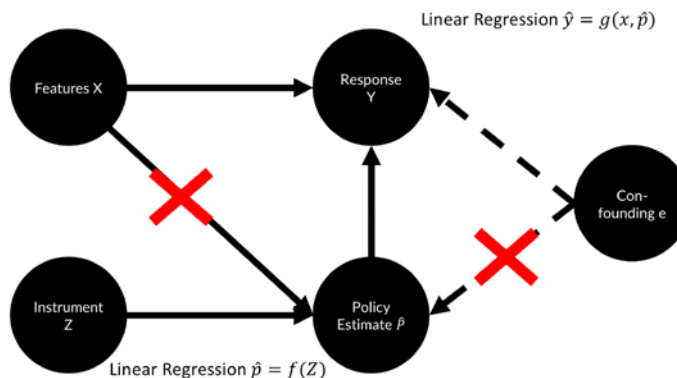 Linear Regression ŷ = g(x, p̂)
Features X
Response
Y
Con-
founding e
Instrument
Z
Policy
Estimate P̂
Linear Regression p̂ = f(Z)